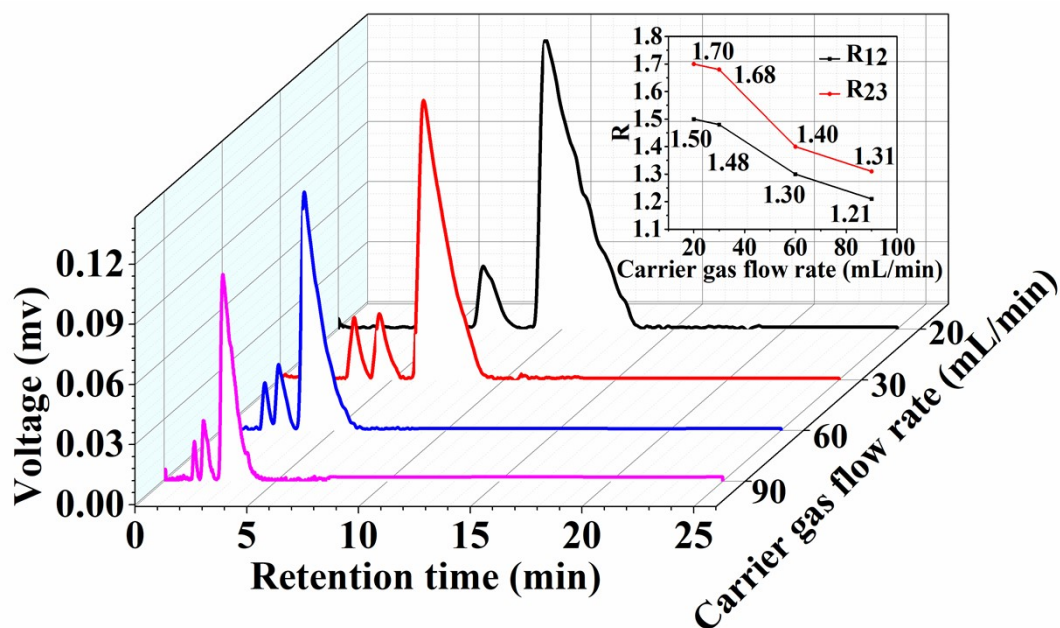 1.8
1.7
1.6
1.5
1.4
1.3
1.2
1.1
R
1.70
1.68
1.40
1.31
1.50
1.48
1.30
1.21
R12
R23
20 40 60 80 100
Carrier gas flow rate (mL/min)
0.12
0.09
0.06
0.03
0.00
Voltage (mv)
0 5 10 15 20 25
Retention time (min)
20
30
60
90
Carrier gas flow rate (mL/min)